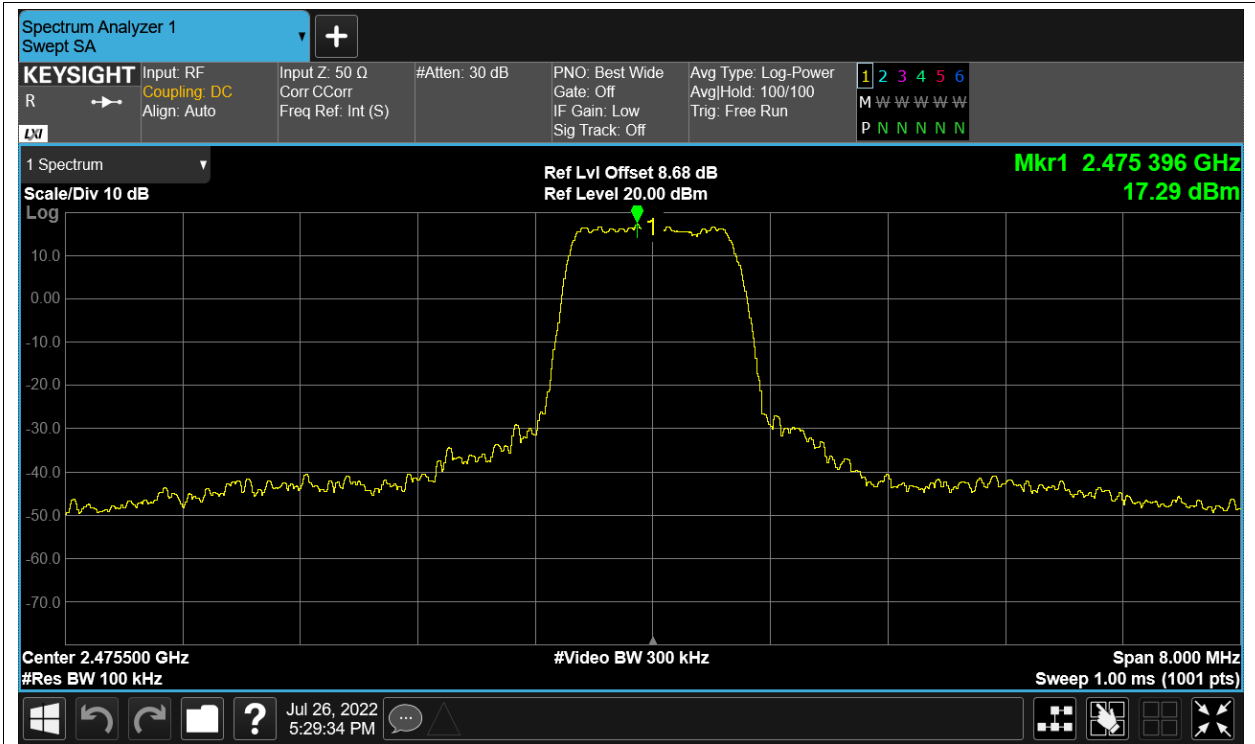 Spectrum Analyzer 1
Swept SA
KEYSIGHT
R
LXI
Input: RF
Coupling: DC
Align: Auto
Input Z: 50 Ω
Corr CCorr
Freq Ref: Int (S)
#Atten: 30 dB
PNO: Best Wide
Gate: Off
IF Gain: Low
Sig Track: Off
Avg Type: Log-Power
Avg|Hold: 100/100
Trig: Free Run
1 2 3 4 5 6
M W W W W W
P N N N N N
1 Spectrum
Scale/Div 10 dB
Log
Ref Lvl Offset 8.68 dB
Ref Level 20.00 dBm
Mkr1 2.475 396 GHz
17.29 dBm
1
10.0
0.00
-10.0
-20.0
-30.0
-40.0
-50.0
-60.0
-70.0
Center 2.475500 GHz
#Res BW 100 kHz
#Video BW 300 kHz
Span 8.000 MHz
Sweep 1.00 ms (1001 pts)
?
Jul 26, 2022
5:29:34 PM